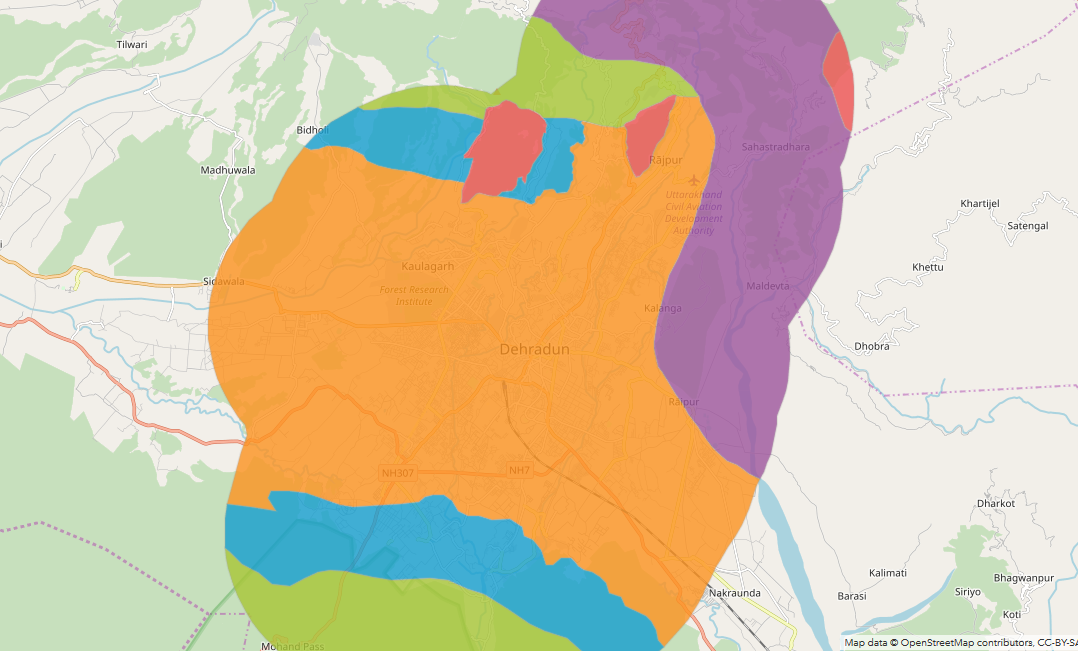 Tilwari
Bidholi
Madhuwala
Rajpur
Sahastradhara
Uttarakhand
Civil Aviation
Development
Authority
Khartijel
Satengal
Khettu
i
Sidawala
Kaulagarh
Forest Research
Institute
Maldevta
Kalanga
Dehradun
Dhobra
Raipur
NH307
NH7
Dharkot
Kalimati
Bhagwanpur
Siriyo
Nakraunda
Barasi
Koti
Mohand Pass
Map data © OpenStreetMap contributors, CC-BY-SA